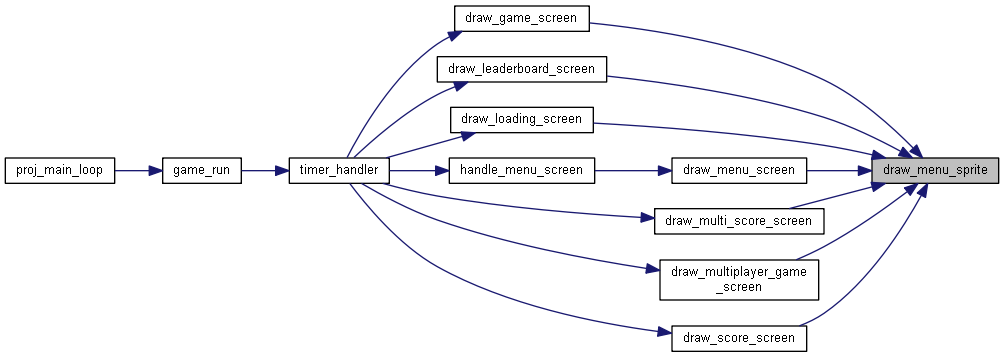 draw_game_screen
draw_leaderboard_screen
draw_loading_screen
proj_main_loop
game_run
timer_handler
handle_menu_screen
draw_menu_screen
draw_menu_sprite
draw_multi_score_screen
draw_multiplayer_game
_screen
draw_score_screen